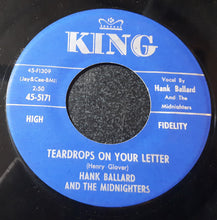 KING
45-F1309
(Jay&Cee-BMI)
2:50
45-5171
Vocal By
Hank Ballard
And The
Midnighters
HIGH
FIDELITY
TEARDROPS ON YOUR LETTER
(Henry Glover)
HANK BALLARD
AND THE MIDNIGHTERS